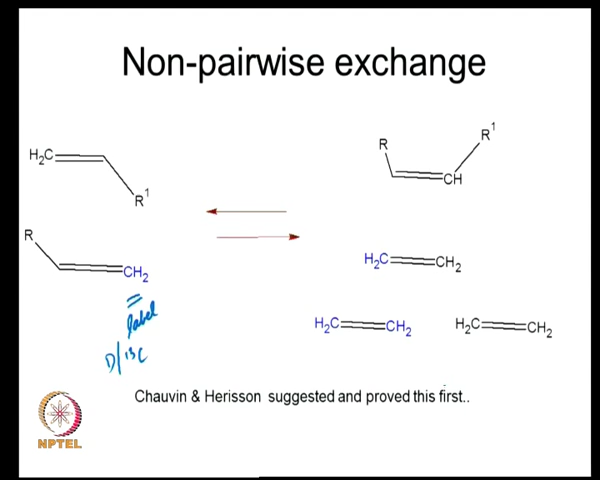 Non-pairwise exchange
H₂C
R¹
R
CH₂
label
D/13C
R
R¹
CH
H₂C CH₂
H₂C CH₂ H₂C CH₂
Chauvin & Herisson suggested and proved this first..
NPTEL